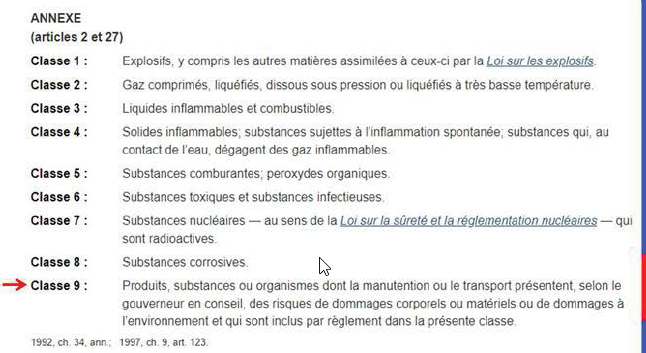 ANNEXE
(articles 2 et 27)
Classe 1 : Explosifs, y compris les autres matières assimilées à ceux-ci par la Loi sur les explosifs.
Classe 2 : Gaz comprimés, liquéfiés, dissous sous pression ou liquéfiés à très basse température.
Classe 3 : Liquides inflammables et combustibles.
Classe 4 : Solides inflammables; substances sujettes à l'inflammation spontanée; substances qui, au
contact de l'eau, dégagent des gaz inflammables.
Classe 5 : Substances comburantes; peroxydes organiques.
Classe 6 : Substances toxiques et substances infectieuses.
Classe 7 : Substances nucléaires — au sens de la Loi sur la sûreté et la réglementation nucléaires — qui
sont radioactives.
Classe 8 : Substances corrosives.
Classe 9 : Produits, substances ou organismes dont la manutention ou le transport présentent, selon le
gouverneur en conseil, des risques de dommages corporels ou matériels ou de dommages à
l'environnement et qui sont inclus par règlement dans la présente classe.
1992, ch. 34, ann.; 1997, ch. 9, art. 123.